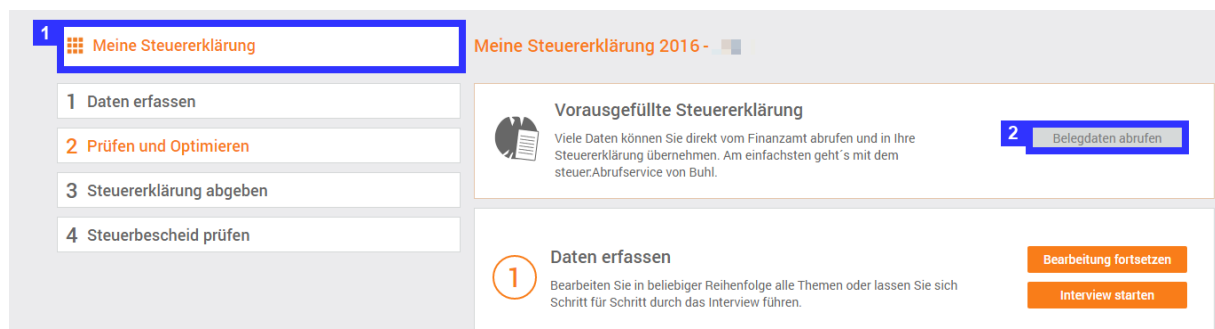 1
Meine Steuererklärung
1 Daten erfassen
2 Prüfen und Optimieren
3 Steuererklärung abgeben
4 Steuerbescheid prüfen
Meine Steuererklärung 2016 -
Vorausgefüllte Steuererklärung
Viele Daten können Sie direkt vom Finanzamt abrufen und in Ihre
Steuererklärung übernehmen. Am einfachsten geht´s mit dem
steuer.Abrufservice von Buhl.
2
Belegdaten abrufen
1
Daten erfassen
Bearbeiten Sie in beliebiger Reihenfolge alle Themen oder lassen Sie sich
Schritt für Schritt durch das Interview führen.
Bearbeitung fortsetzen
Interview starten